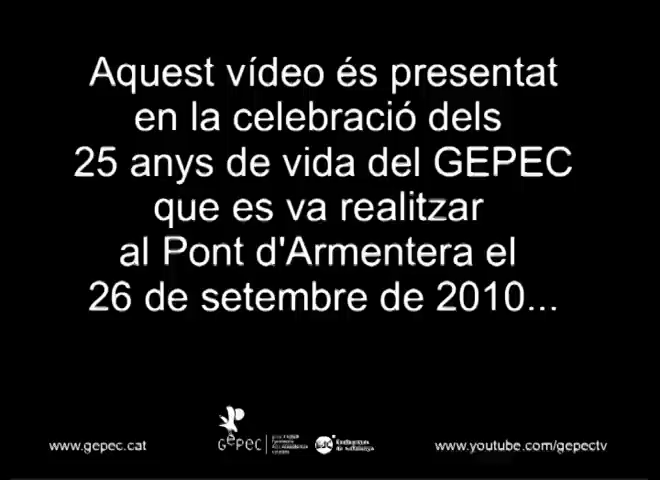 Aquest vídeo és presentat
en la celebració dels
25 anys de vida del GEPEC
que es va realitzar
al Pont d'Armentera el
26 de setembre de 2010...
www.gepec.cat
GEPEC
EdC
www.youtube.com/gepectv